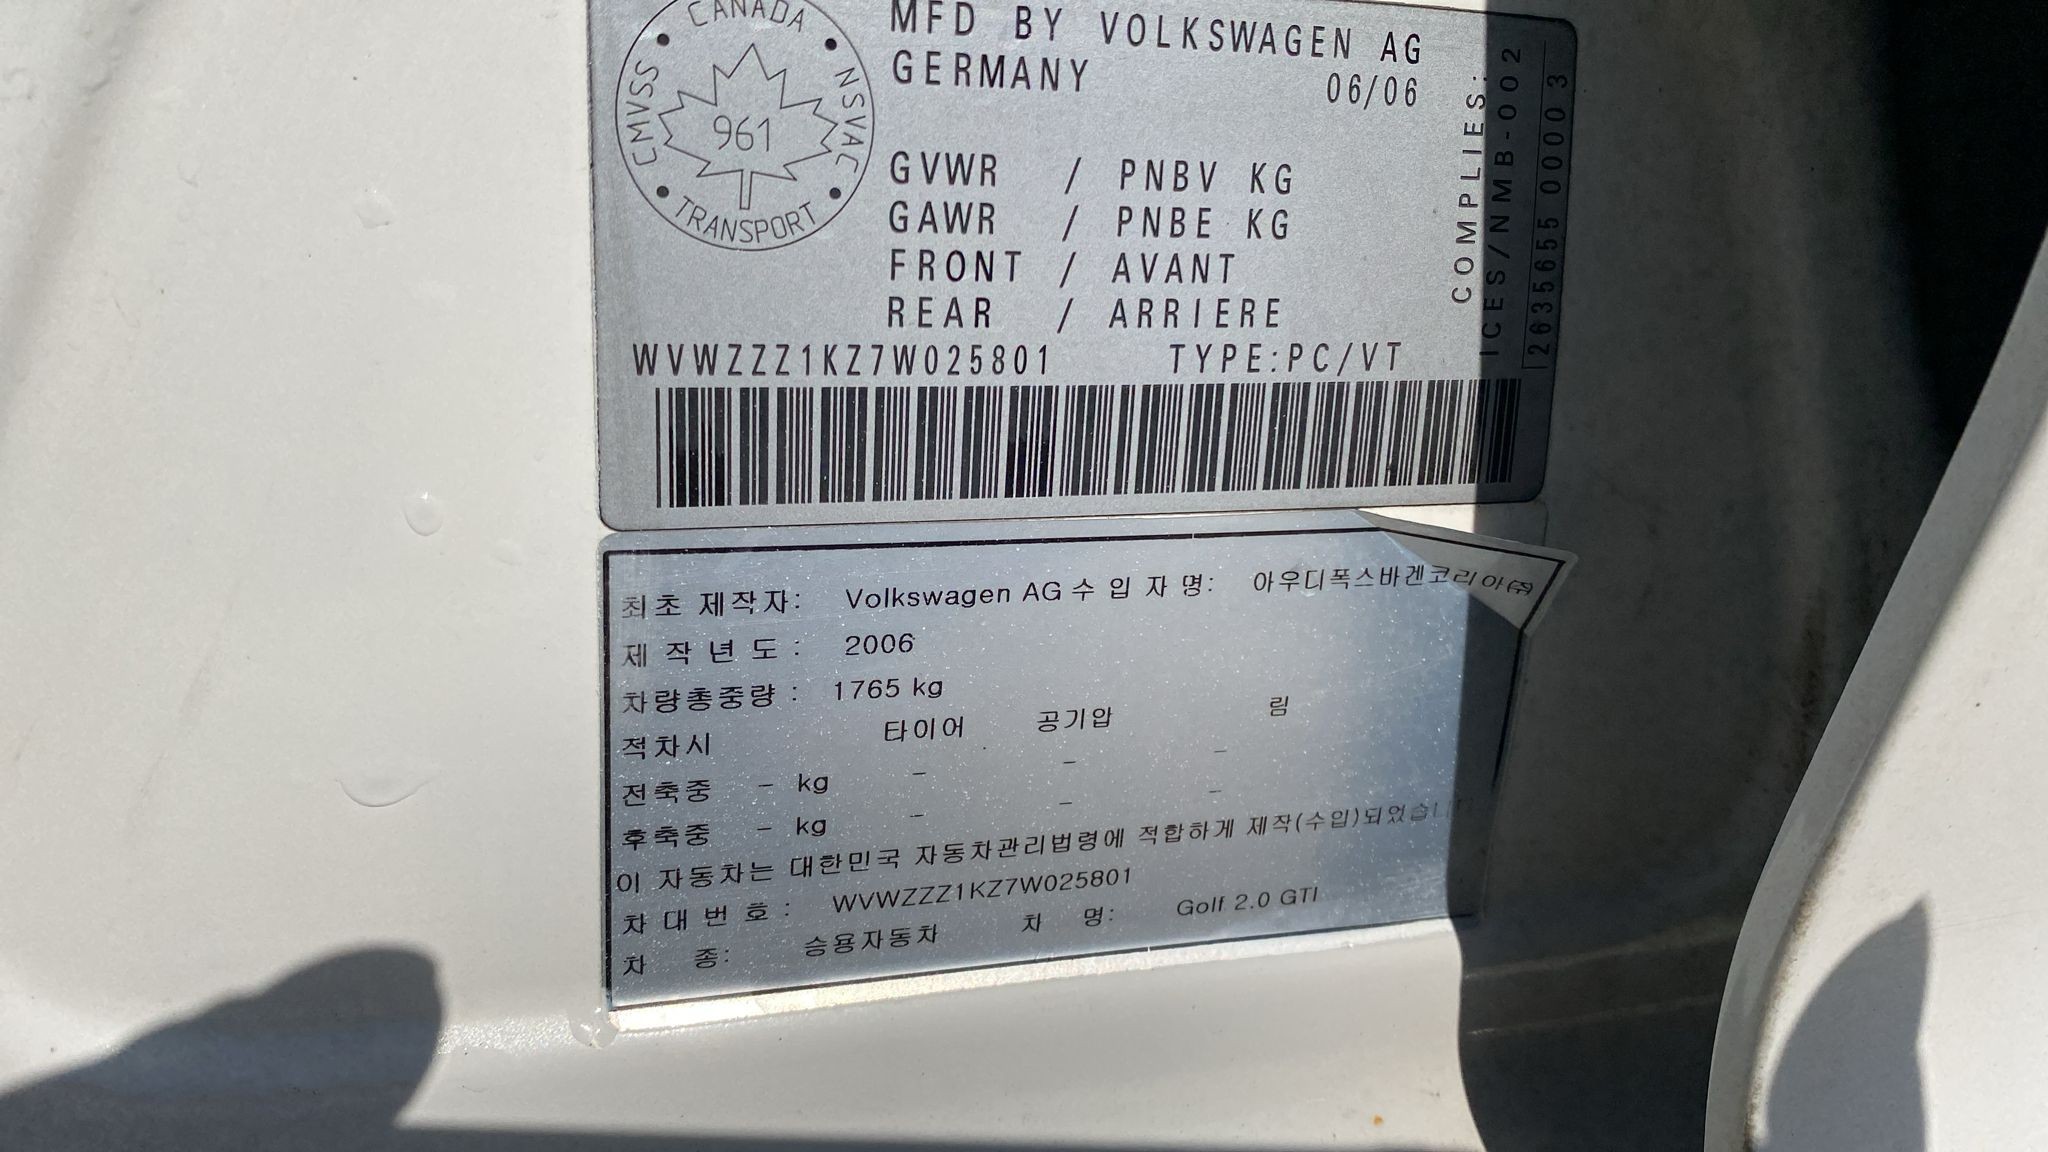 CANADA
CMVSS
NSVAC
961
TRANSPORT
MFD BY VOLKSWAGEN AG
GERMANY 06/06
GVWR / PNBV KG
GAWR / PNBE KG
FRONT / AVANT
REAR / ARRIERE
WVWZZZ1KZ7W025801 TYPE:PC/VT
COMPLIES:
ICES/NMB-002
2635655 0000 3
최초 제작자: Volkswagen AG 수 입 자 명: 아우디폭스바겐코리아(주)
제 작 년 도 : 2006
차량총중량 : 1765 kg
적차시 타이어 공기압 림
전축중 - kg - - -
후축중 - kg - - -
이 자동차는 대한민국 자동차관리법령에 적합하게 제작(수입)되었습니다
차 대 번 호 : WVWZZZ1KZ7W025801
차 종: 승용자동차 차 명: Golf 2.0 GTI